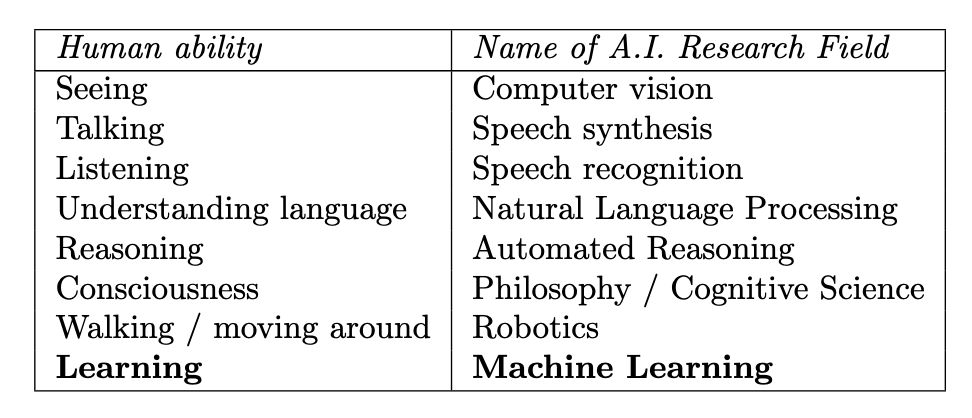 Human ability Name of A.I. Research Field
Seeing Computer vision
Talking Speech synthesis
Listening Speech recognition
Understanding language Natural Language Processing
Reasoning Automated Reasoning
Consciousness Philosophy / Cognitive Science
Walking / moving around Robotics
Learning Machine Learning